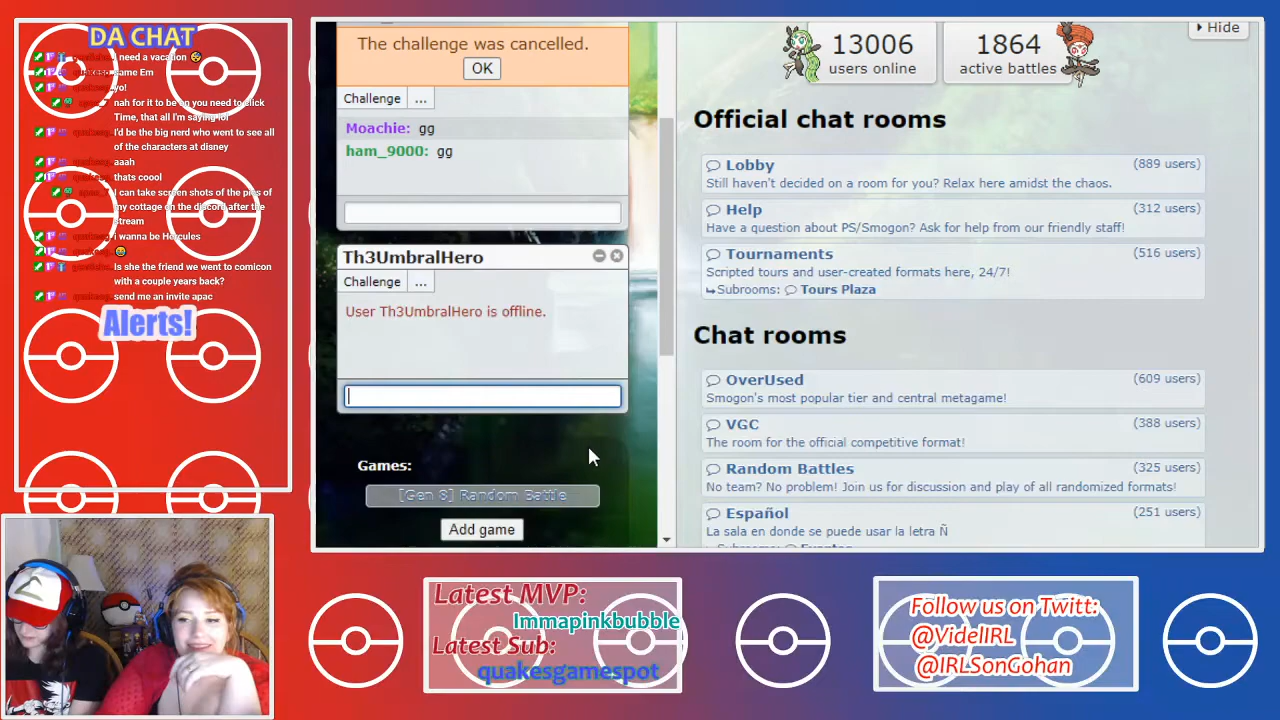 DA CHAT
I need a vacation
same Em
yo!
nah for it to be on you need to click
Time, that all I'm saying lol
I'd be the big nerd who went to see all
of the characters at disney
aaah
thats coool
I can take screen shots of the pics of
my cottage on the discord after the
stream
i wanna be Hercules
Is she the friend we went to comicon
with a couple years back?
send me an invite apac
Alerts!
The challenge was cancelled.
OK
Challenge
...
Moachie: gg
ham_9000: gg
Th3UmbralHero
Challenge
...
User Th3UmbralHero is offline.
Games:
[Gen 8] Random Battle
Add game
13006
users online
1864
active battles
Hide
Official chat rooms
Lobby (889 users)
Still haven't decided on a room for you? Relax here amidst the chaos.
Help (312 users)
Have a question about PS/Smogon? Ask for help from our friendly staff!
Tournaments (516 users)
Scripted tours and user-created formats here, 24/7!
Subrooms: Tours Plaza
Chat rooms
OverUsed (609 users)
Smogon's most popular tier and central metagame!
VGC (388 users)
The room for the official competitive format!
Random Battles (325 users)
No team? No problem! Join us for discussion and play of all randomized formats!
Español (251 users)
La sala en donde se puede usar la letra Ñ
Latest MVP:
Immapinkbubble
Latest Sub:
quakesgamespot
Follow us on Twitt:
@VidelIRL
@IRLSonGohan